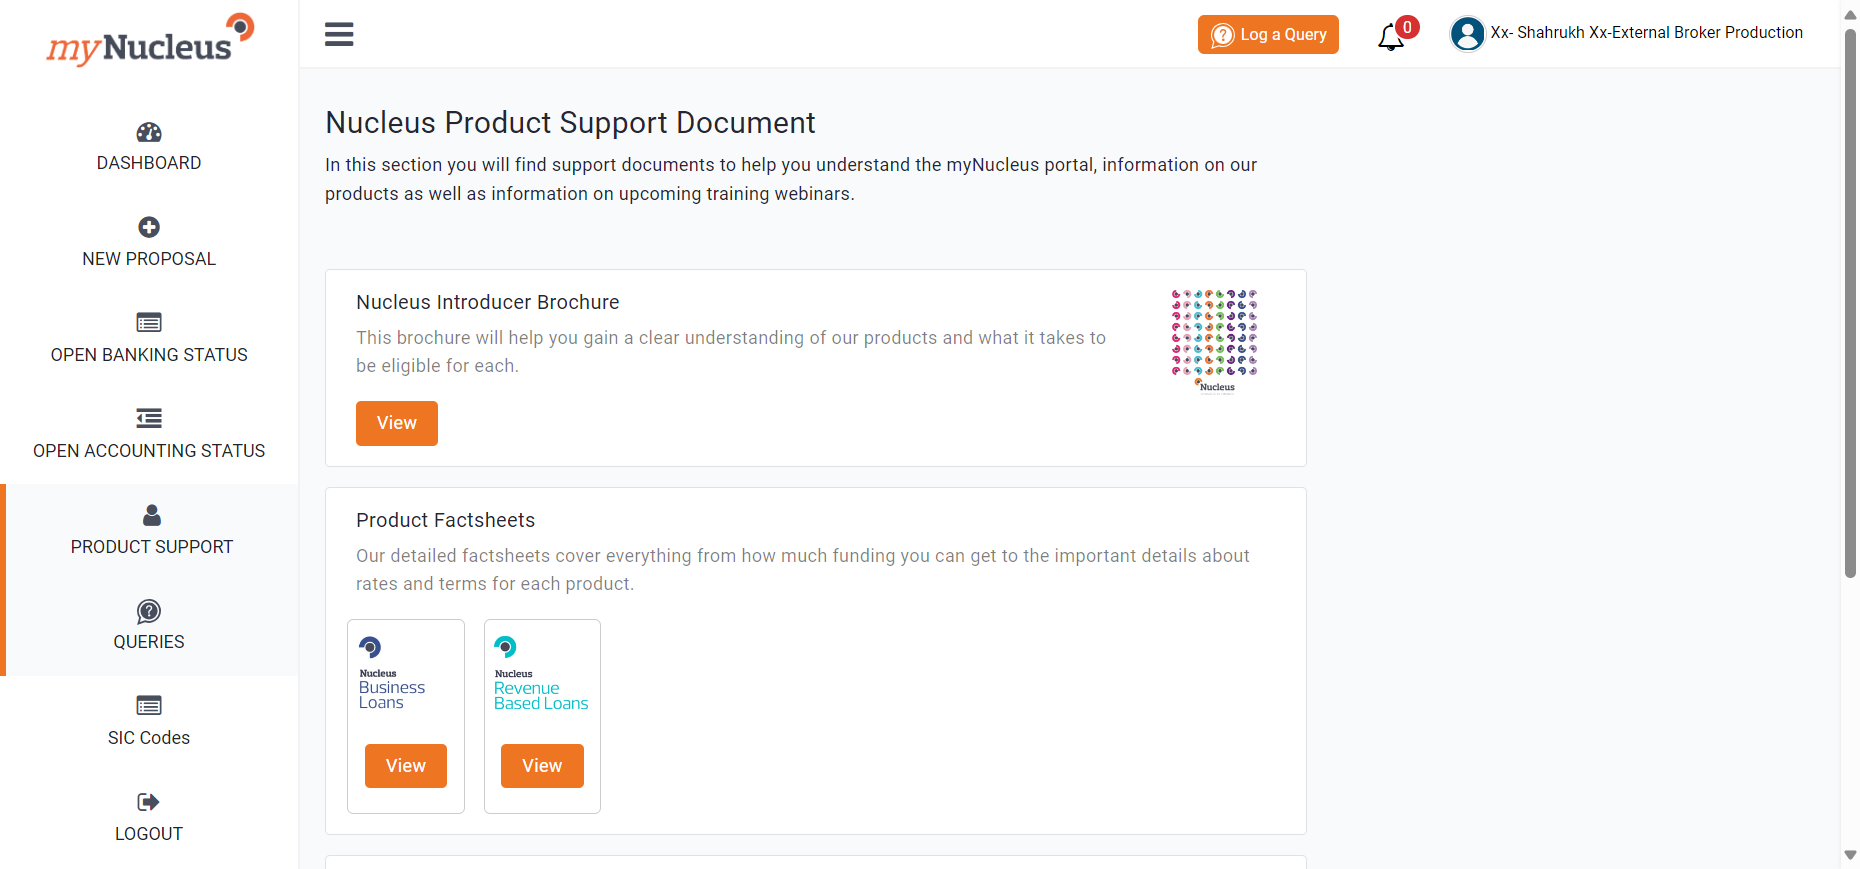 myNucleus
Log a Query
0
Xx- Shahrukh Xx-External Broker Production
DASHBOARD
NEW PROPOSAL
OPEN BANKING STATUS
OPEN ACCOUNTING STATUS
PRODUCT SUPPORT
QUERIES
SIC Codes
LOGOUT
Nucleus Product Support Document
In this section you will find support documents to help you understand the myNucleus portal, information on our
products as well as information on upcoming training webinars.
Nucleus Introducer Brochure
This brochure will help you gain a clear understanding of our products and what it takes to
be eligible for each.
View
Nucleus
Product Factsheets
Our detailed factsheets cover everything from how much funding you can get to the important details about
rates and terms for each product.
Nucleus
Business
Loans
View
Nucleus
Revenue
Based Loans
View